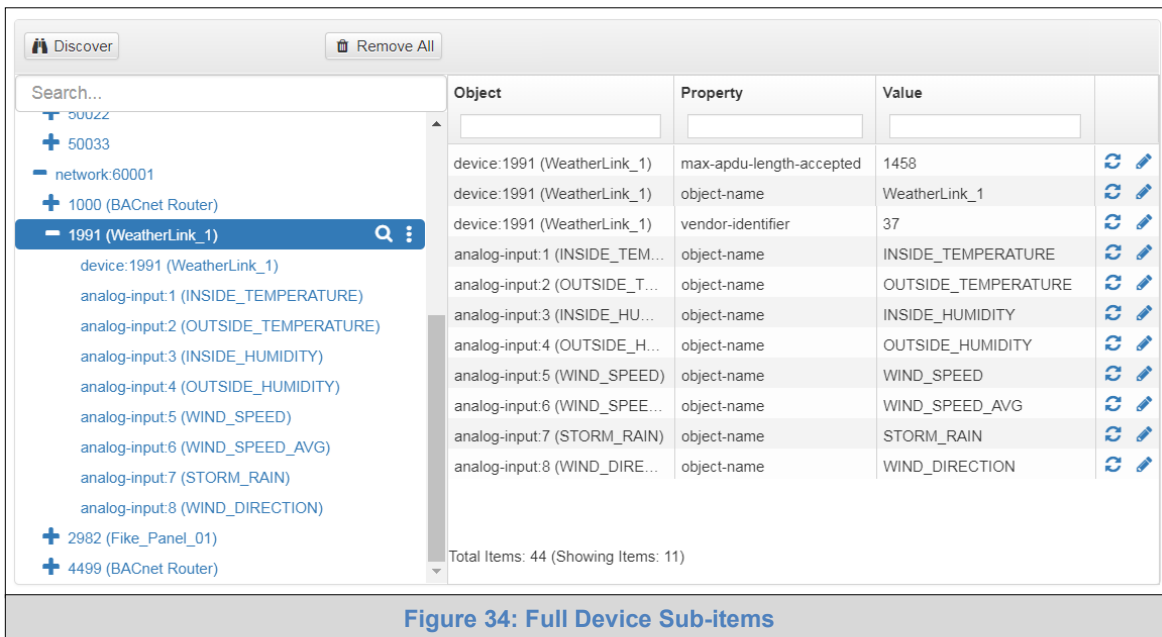 Discover
Remove All
Search...
50022
50033
network:60001
1000 (BACnet Router)
1991 (WeatherLink_1)
device:1991 (WeatherLink_1)
analog-input:1 (INSIDE_TEMPERATURE)
analog-input:2 (OUTSIDE_TEMPERATURE)
analog-input:3 (INSIDE_HUMIDITY)
analog-input:4 (OUTSIDE_HUMIDITY)
analog-input:5 (WIND_SPEED)
analog-input:6 (WIND_SPEED_AVG)
analog-input:7 (STORM_RAIN)
analog-input:8 (WIND_DIRECTION)
2982 (Fike_Panel_01)
4499 (BACnet Router)
Object Property Value
device:1991 (WeatherLink_1) max-apdu-length-accepted 1458
device:1991 (WeatherLink_1) object-name WeatherLink_1
device:1991 (WeatherLink_1) vendor-identifier 37
analog-input:1 (INSIDE_TEM... object-name INSIDE_TEMPERATURE
analog-input:2 (OUTSIDE_T... object-name OUTSIDE_TEMPERATURE
analog-input:3 (INSIDE_HU... object-name INSIDE_HUMIDITY
analog-input:4 (OUTSIDE_H... object-name OUTSIDE_HUMIDITY
analog-input:5 (WIND_SPEED) object-name WIND_SPEED
analog-input:6 (WIND_SPEE... object-name WIND_SPEED_AVG
analog-input:7 (STORM_RAIN) object-name STORM_RAIN
analog-input:8 (WIND_DIRE... object-name WIND_DIRECTION
Total Items: 44 (Showing Items: 11)
Figure 34: Full Device Sub-items